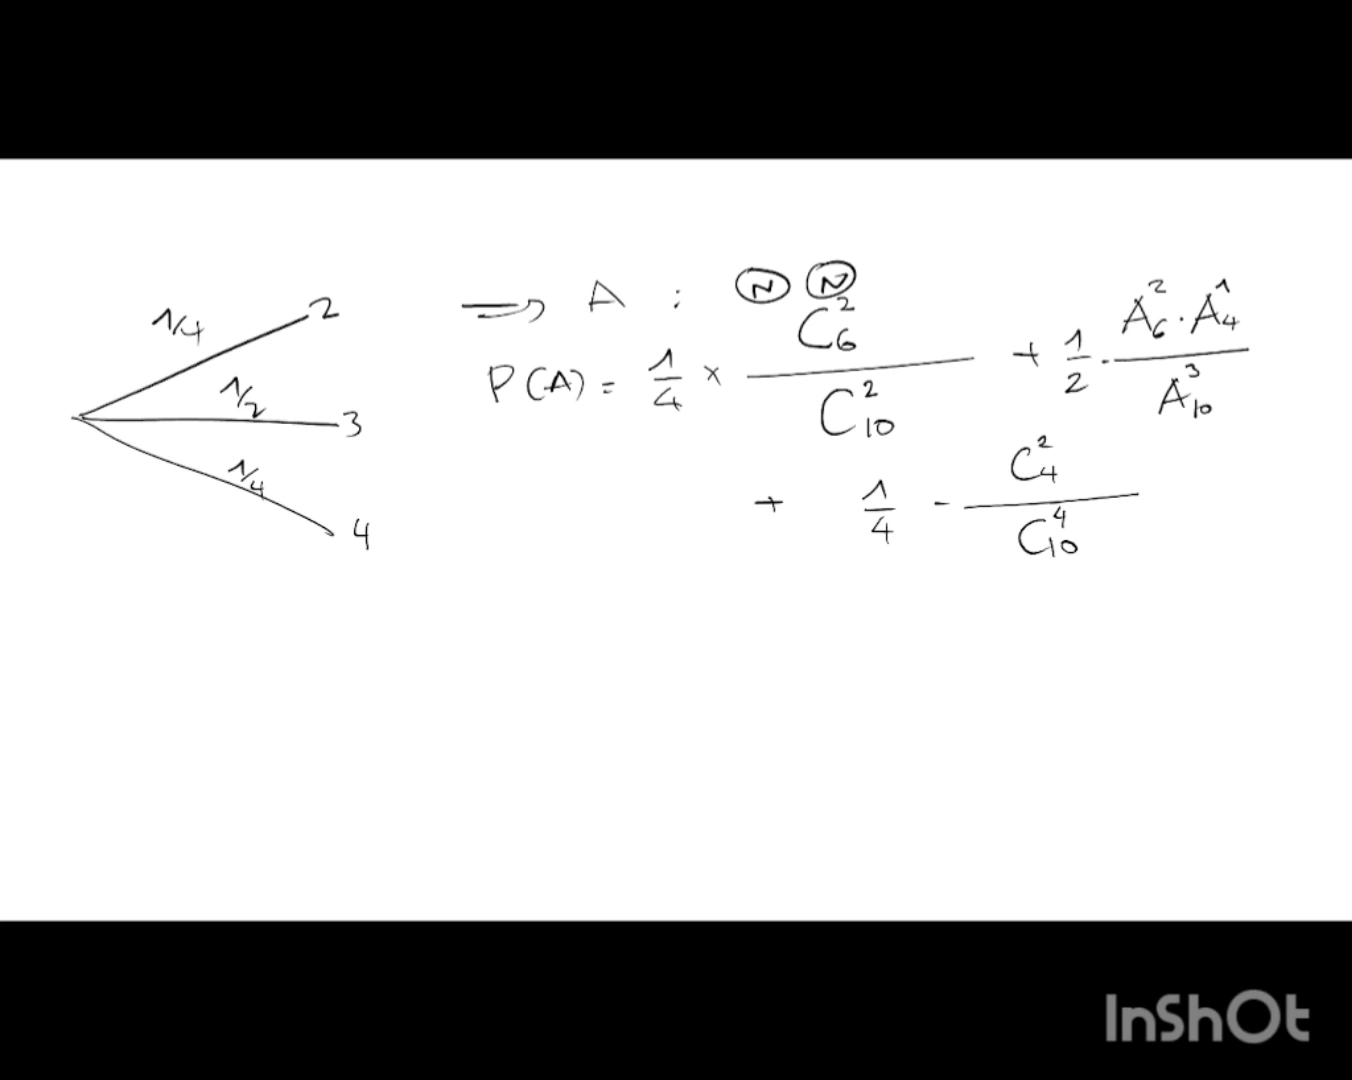 1/4 2
1/2 3
1/4 4
→ A : N N
P(A) = 1/4 × C₆² / C₁₀² + 1/2 · A₆² · A₄¹ / A₁₀³
+ 1/4 - C₄² / C₁₀⁴
InShOt